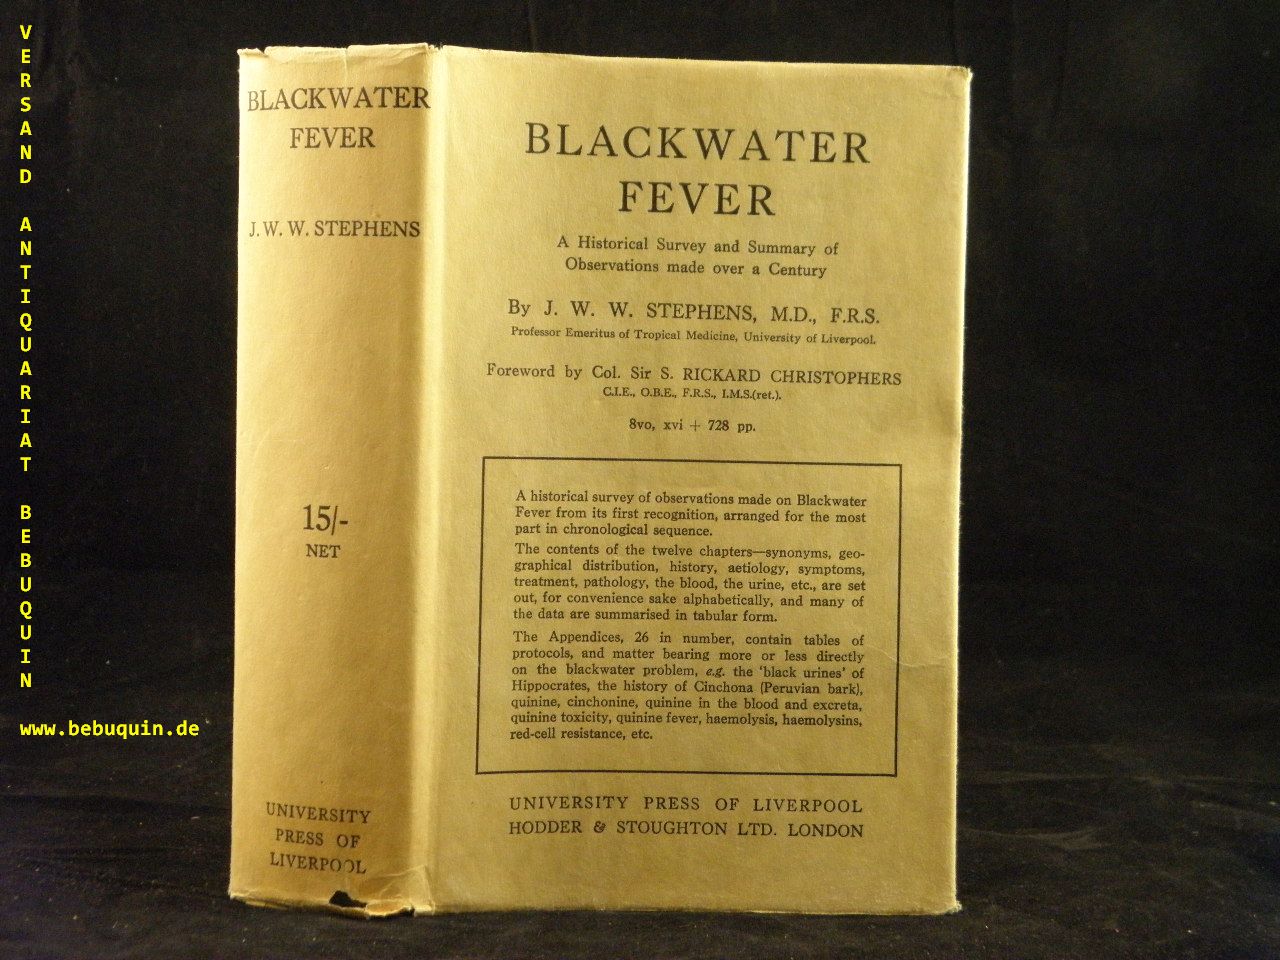 VERSAND ANTIQUARIAT BEBUQUIN
www.bebuquin.de
BLACKWATER
FEVER
J. W. W. STEPHENS
15/-
NET
UNIVERSITY
PRESS OF
LIVERPOOL
BLACKWATER
FEVER
A Historical Survey and Summary of
Observations made over a Century
By J. W. W. STEPHENS, M.D., F.R.S.
Professor Emeritus of Tropical Medicine, University of Liverpool.
Foreword by Col. Sir S. RICKARD CHRISTOPHERS
C.I.E., O.B.E., F.R.S., I.M.S.(ret.).
8vo, xvi + 728 pp.
A historical survey of observations made on Blackwater
Fever from its first recognition, arranged for the most
part in chronological sequence.
The contents of the twelve chapters—synonyms, geo-
graphical distribution, history, aetiology, symptoms,
treatment, pathology, the blood, the urine, etc., are set
out, for convenience sake alphabetically, and many of
the data are summarised in tabular form.
The Appendices, 26 in number, contain tables of
protocols, and matter bearing more or less directly
on the blackwater problem, e.g. the 'black urines' of
Hippocrates, the history of Cinchona (Peruvian bark),
quinine, cinchonine, quinine in the blood and excreta,
quinine toxicity, quinine fever, haemolysis, haemolysins,
red-cell resistance, etc.
UNIVERSITY PRESS OF LIVERPOOL
HODDER & STOUGHTON LTD. LONDON